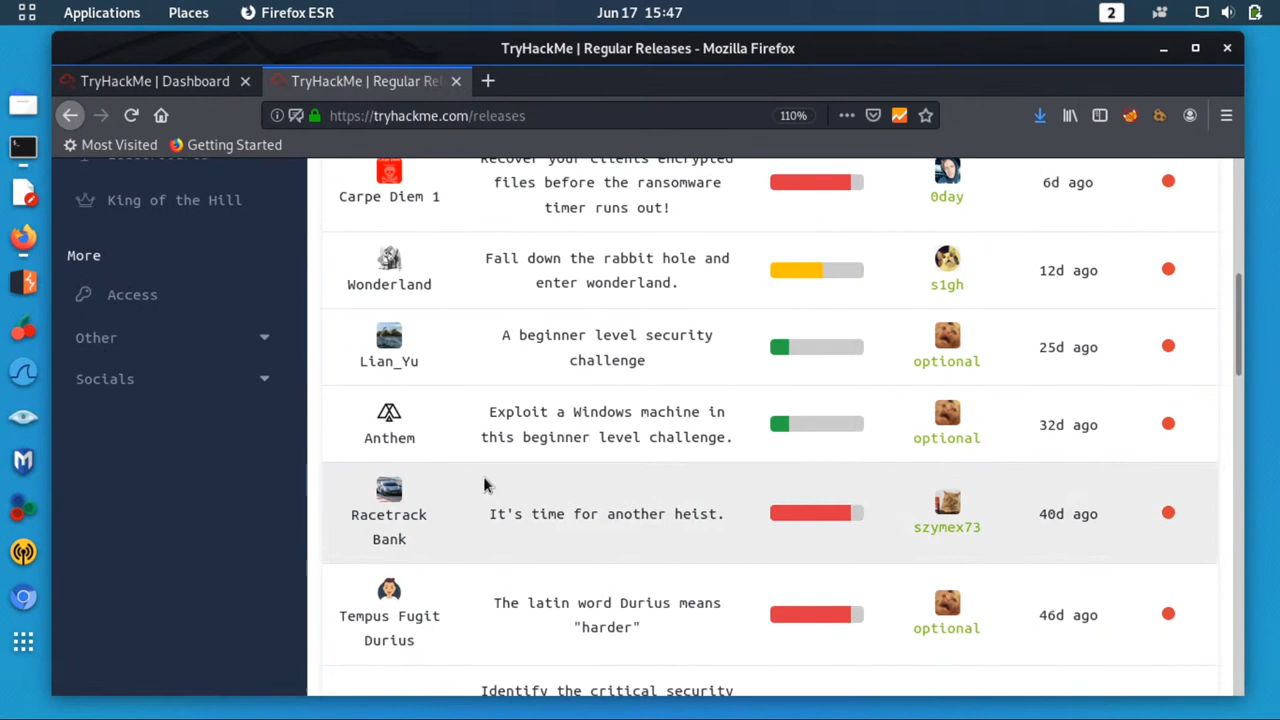 Applications Places Firefox ESR Jun 17 15:47 2
TryHackMe | Regular Releases - Mozilla Firefox
TryHackMe | Dashboard TryHackMe | Regular Rel
https://tryhackme.com/releases 110%
Most Visited Getting Started
King of the Hill
More
Access
Other
Socials
Carpe Diem 1
Recover your clients encrypted
files before the ransomware
timer runs out!
0day
6d ago
Wonderland
Fall down the rabbit hole and
enter wonderland.
s1gh
12d ago
Lian_Yu
A beginner level security
challenge
optional
25d ago
Anthem
Exploit a Windows machine in
this beginner level challenge.
optional
32d ago
Racetrack
Bank
It's time for another heist.
szymex73
40d ago
Tempus Fugit
Durius
The latin word Durius means
"harder"
optional
46d ago
Identify the critical security